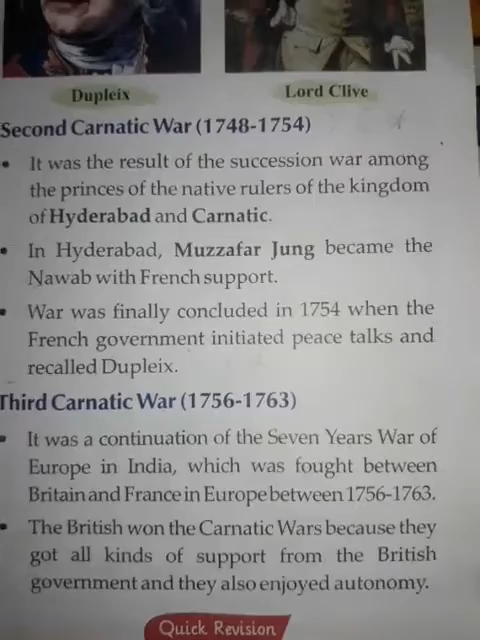 Dupleix
Lord Clive
Second Carnatic War (1748-1754)
• It was the result of the succession war among
the princes of the native rulers of the kingdom
of Hyderabad and Carnatic.
• In Hyderabad, Muzzafar Jung became the
Nawab with French support.
• War was finally concluded in 1754 when the
French government initiated peace talks and
recalled Dupleix.
Third Carnatic War (1756-1763)
• It was a continuation of the Seven Years War of
Europe in India, which was fought between
Britain and France in Europe between 1756-1763.
• The British won the Carnatic Wars because they
got all kinds of support from the British
government and they also enjoyed autonomy.
Quick Revision